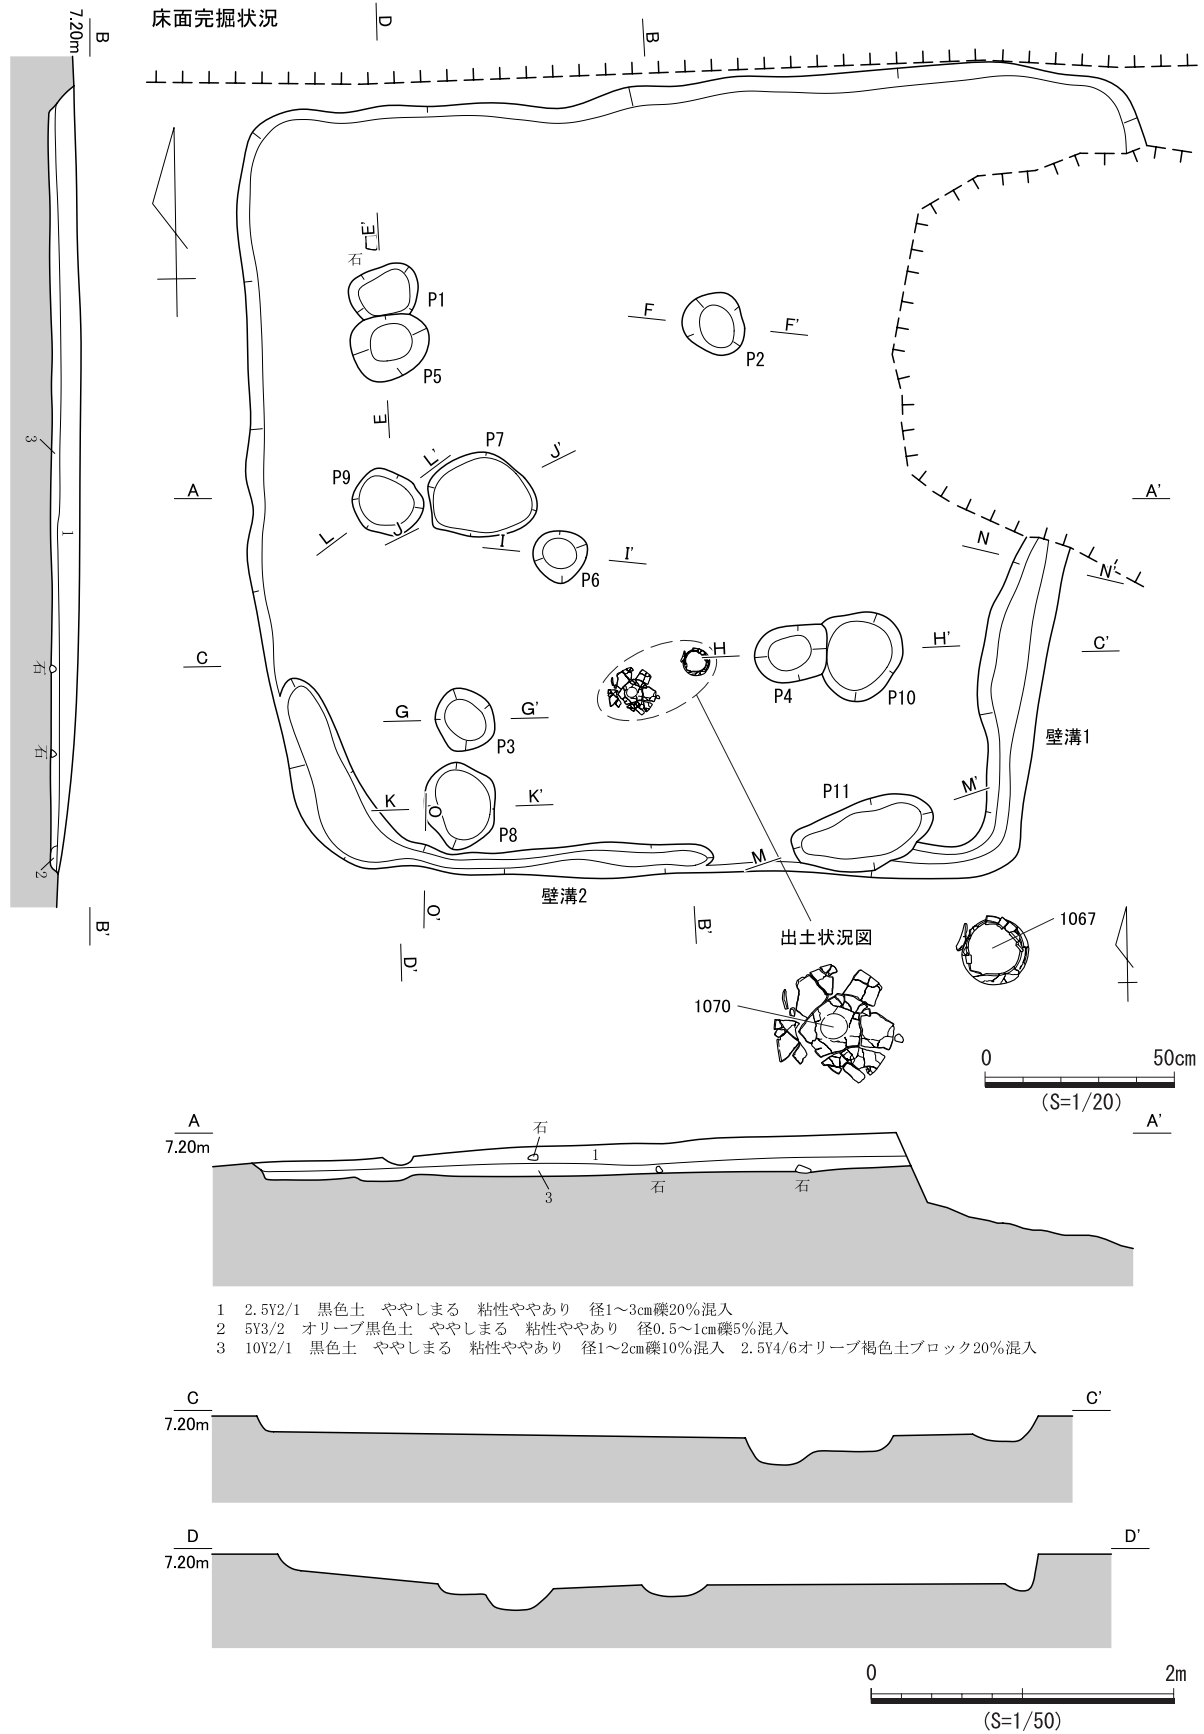 床面完掘状況
D
B
B
7.20m
E'
石
P1
P5
E
F
F'
P2
P7
L'
J'
P9
A
A'
L
J
I
I'
P6
N
N'
3
1
C
H
H'
C'
P4
P10
G
G'
P3
壁溝1
石
石
P11
M'
K
O
K'
P8
M
2
壁溝2
B'
O'
B'
D'
出土状況図
1067
1070
0 50cm
(S=1/20)
A
7.20m
A'
石
1
3
石
石
1 2.5Y2/1 黒色土 ややしまる 粘性ややあり 径1～3㎝礫20%混入
2 5Y3/2 オリーブ黒色土 ややしまる 粘性ややあり 径0.5～1㎝礫5%混入
3 10Y2/1 黒色土 ややしまる 粘性ややあり 径1～2㎝礫10%混入 2.5Y4/6オリーブ褐色土ブロック20%混入
C
7.20m
C'
D
7.20m
D'
0 2m
(S=1/50)